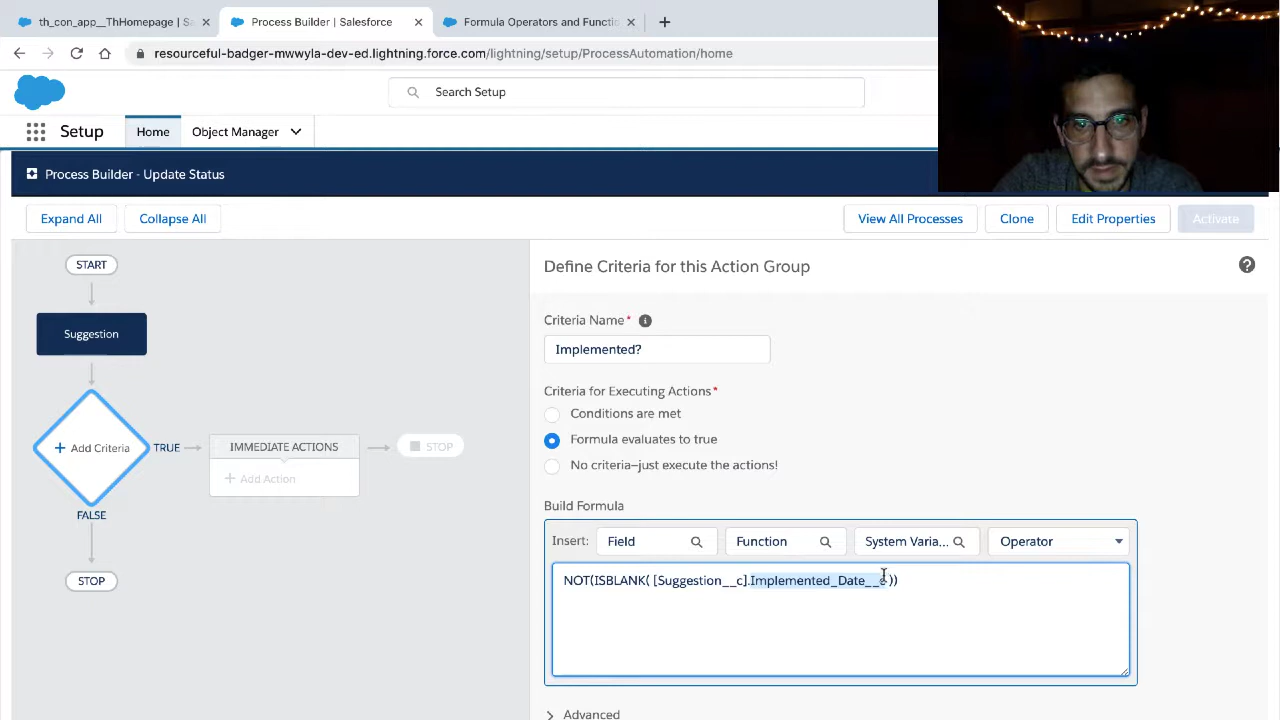 th_con_app__ThHomepage | S
Process Builder | Salesforce
Formula Operators and Functio
resourceful-badger-mwwyla-dev-ed.lightning.force.com/lightning/setup/ProcessAutomation/home
Search Setup
Setup
Home
Object Manager
Process Builder - Update Status
Expand All
Collapse All
View All Processes
Clone
Edit Properties
Activate
START
Suggestion
+ Add Criteria
TRUE
IMMEDIATE ACTIONS
+ Add Action
STOP
FALSE
STOP
Define Criteria for this Action Group
Criteria Name*
Implemented?
Criteria for Executing Actions*
Conditions are met
Formula evaluates to true
No criteria—just execute the actions!
Build Formula
Insert: Field Function System Varia... Operator
NOT(ISBLANK( [Suggestion__c].Implemented_Date__c ))
Advanced